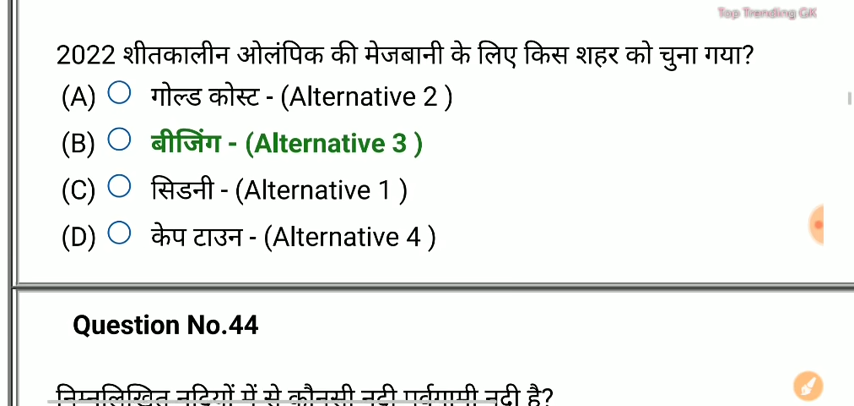 Top Trending GK
2022 शीतकालीन ओलंपिक की मेजबानी के लिए किस शहर को चुना गया?
(A) गोल्ड कोस्ट - (Alternative 2 )
(B) बीजिंग - (Alternative 3 )
(C) सिडनी - (Alternative 1 )
(D) केप टाउन - (Alternative 4 )
Question No.44
निम्नलिखित नदियों में से कौनसी नदी पूर्वगामी नदी है?